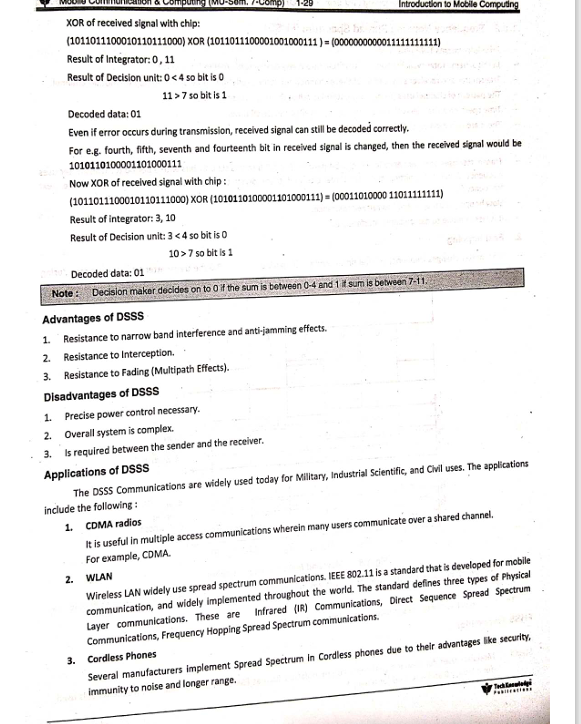 Mobile Communication & Computing (MU-Sem. 7-Comp) 1-29 Introduction to Mobile Computing
XOR of received signal with chip:
(1011011100010110111000) XOR (1011011100001001000111 ) = (0000000000011111111111)
Result of Integrator: 0 , 11
Result of Decision unit: 0 < 4 so bit is 0
11 > 7 so bit is 1
Decoded data: 01
Even if error occurs during transmission, received signal can still be decoded correctly.
For e.g. fourth, fifth, seventh and fourteenth bit in received signal is changed, then the received signal would be
1010110100001101000111
Now XOR of received signal with chip :
(1011011100010110111000) XOR (1010110100001101000111) = (00011010000 11011111111)
Result of integrator: 3, 10
Result of Decision unit: 3 < 4 so bit is 0
10 > 7 so bit is 1
Decoded data: 01
Note : Decision maker decides on to 0 if the sum is between 0-4 and 1 if sum is between 7-11.
Advantages of DSSS
1. Resistance to narrow band interference and anti-jamming effects.
2. Resistance to Interception.
3. Resistance to Fading (Multipath Effects).
Disadvantages of DSSS
1. Precise power control necessary.
2. Overall system is complex.
3. Is required between the sender and the receiver.
Applications of DSSS
The DSSS Communications are widely used today for Military, Industrial Scientific, and Civil uses. The applications
include the following :
1. CDMA radios
It is useful in multiple access communications wherein many users communicate over a shared channel.
For example, CDMA.
2. WLAN
Wireless LAN widely use spread spectrum communications. IEEE 802.11 is a standard that is developed for mobile
communication, and widely implemented throughout the world. The standard defines three types of Physical
Layer communications. These are Infrared (IR) Communications, Direct Sequence Spread Spectrum
Communications, Frequency Hopping Spread Spectrum communications.
3. Cordless Phones
Several manufacturers implement Spread Spectrum in Cordless phones due to their advantages like security,
immunity to noise and longer range.
TechKnowledge
Publications